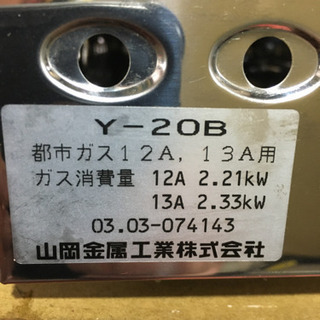 Y-20B
都市ガス12A, 13A用
ガス消費量 12A 2.21kW
13A 2.33kW
03.03-074143
山岡金属工業株式会社